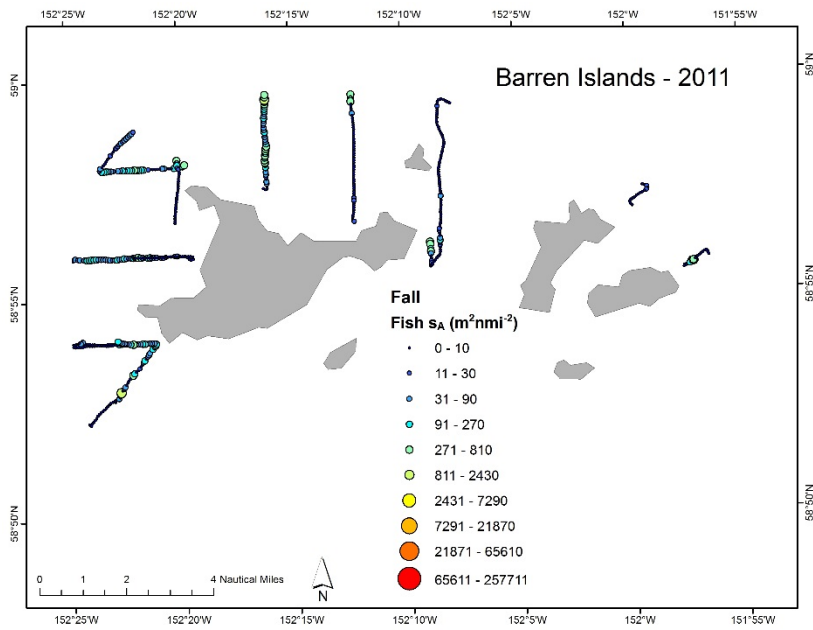 152°25'W 152°20'W 152°15'W 152°10'W 152°5'W 152°W 151°55'W
59°N 59°N
Barren Islands - 2011
58°55'N 58°55'N
Fall
Fish sA (m²nmi⁻²)
0 - 10
11 - 30
31 - 90
91 - 270
271 - 810
811 - 2430
2431 - 7290
7291 - 21870
21871 - 65610
65611 - 257711
58°50'N 58°50'N
0 1 2 4 Nautical Miles
N
152°25'W 152°20'W 152°15'W 152°10'W 152°5'W 152°W 151°55'W